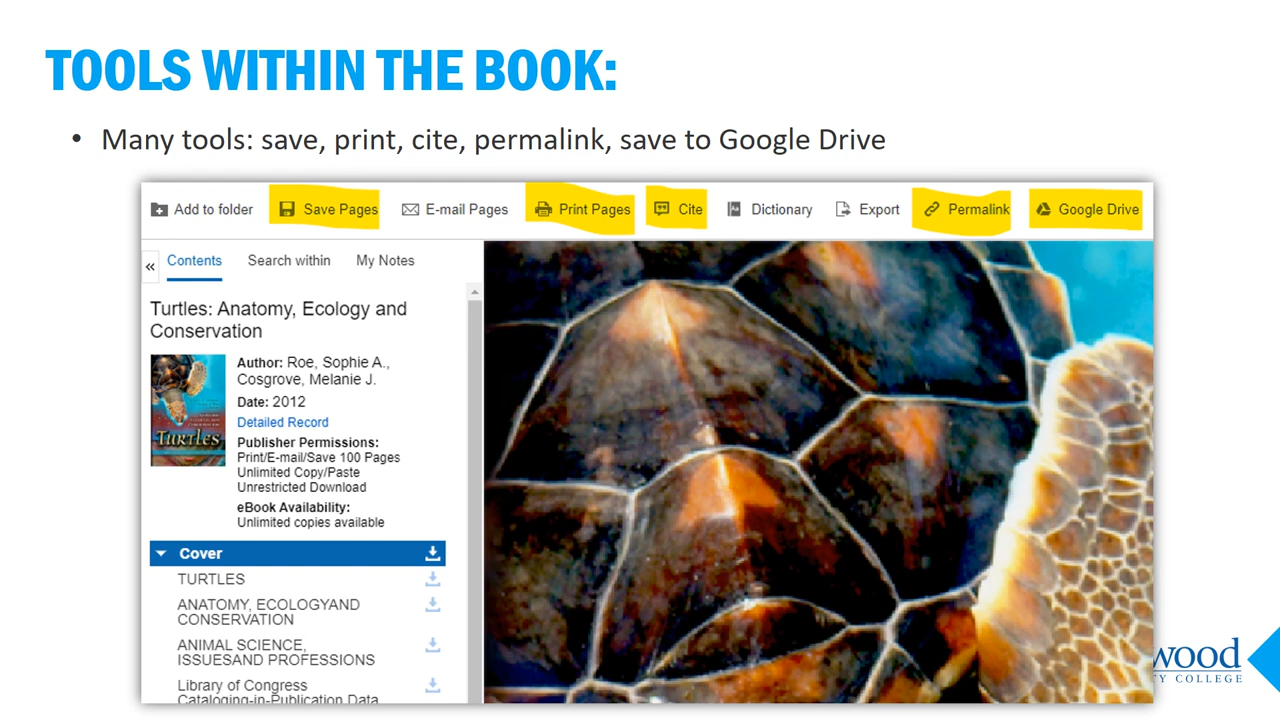 TOOLS WITHIN THE BOOK:
• Many tools: save, print, cite, permalink, save to Google Drive
Add to folder Save Pages E-mail Pages Print Pages Cite Dictionary Export Permalink Google Drive
« Contents Search within My Notes
Turtles: Anatomy, Ecology and
Conservation
Author: Roe, Sophie A.,
Cosgrove, Melanie J.
Date: 2012
Detailed Record
Publisher Permissions:
Print/E-mail/Save 100 Pages
Unlimited Copy/Paste
Unrestricted Download
eBook Availability:
Unlimited copies available
TURTLES
Cover
TURTLES
ANATOMY, ECOLOGYAND
CONSERVATION
ANIMAL SCIENCE,
ISSUESAND PROFESSIONS
Library of Congress
Cataloging-in-Publication Data
wood
TY COLLEGE